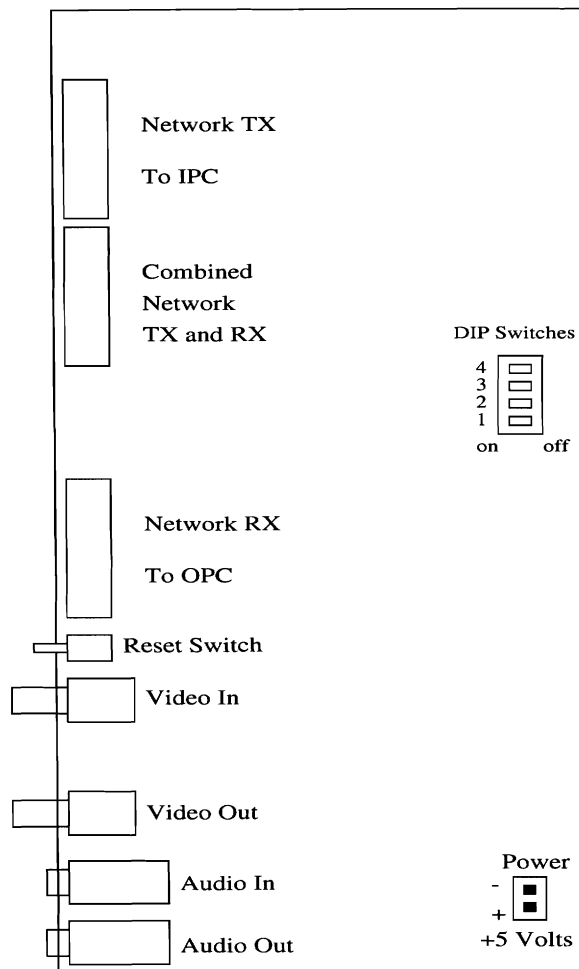 Network TX
To IPC
Combined
Network
TX and RX
DIP Switches
4
3
2
1
on off
Network RX
To OPC
Reset Switch
Video In
Video Out
Audio In
Audio Out
Power
-
+
+5 Volts